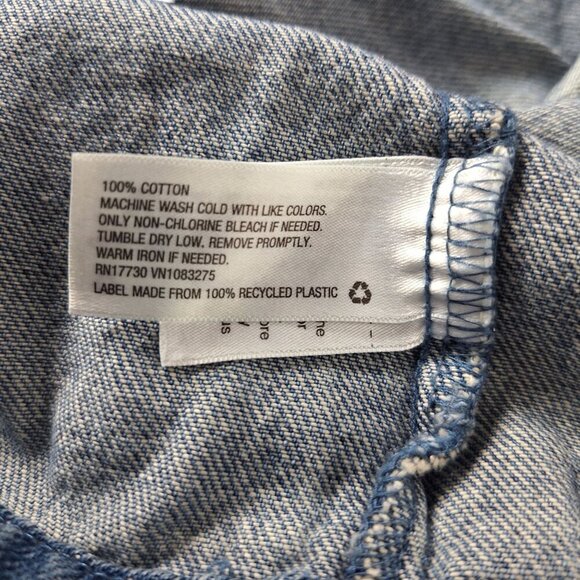 100% COTTON
MACHINE WASH COLD WITH LIKE COLORS.
ONLY NON-CHLORINE BLEACH IF NEEDED.
TUMBLE DRY LOW. REMOVE PROMPTLY.
WARM IRON IF NEEDED.
RN17730 VN1083275
LABEL MADE FROM 100% RECYCLED PLASTIC